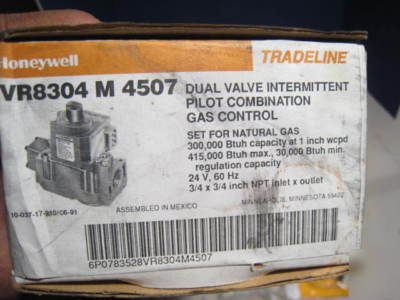 Honeywell
TRADELINE
VR8304 M 4507
DUAL VALVE INTERMITTENT
PILOT COMBINATION
GAS CONTROL
SET FOR NATURAL GAS
300,000 Btuh capacity at 1 inch wcpd
415,000 Btuh max., 30,000 Btuh min.
regulation capacity
24 V, 60 Hz
3/4 x 3/4 inch NPT inlet x outlet
ASSEMBLED IN MEXICO
MINNEAPOLIS, MINNESOTA 55422
6P0783528VR8304M4507